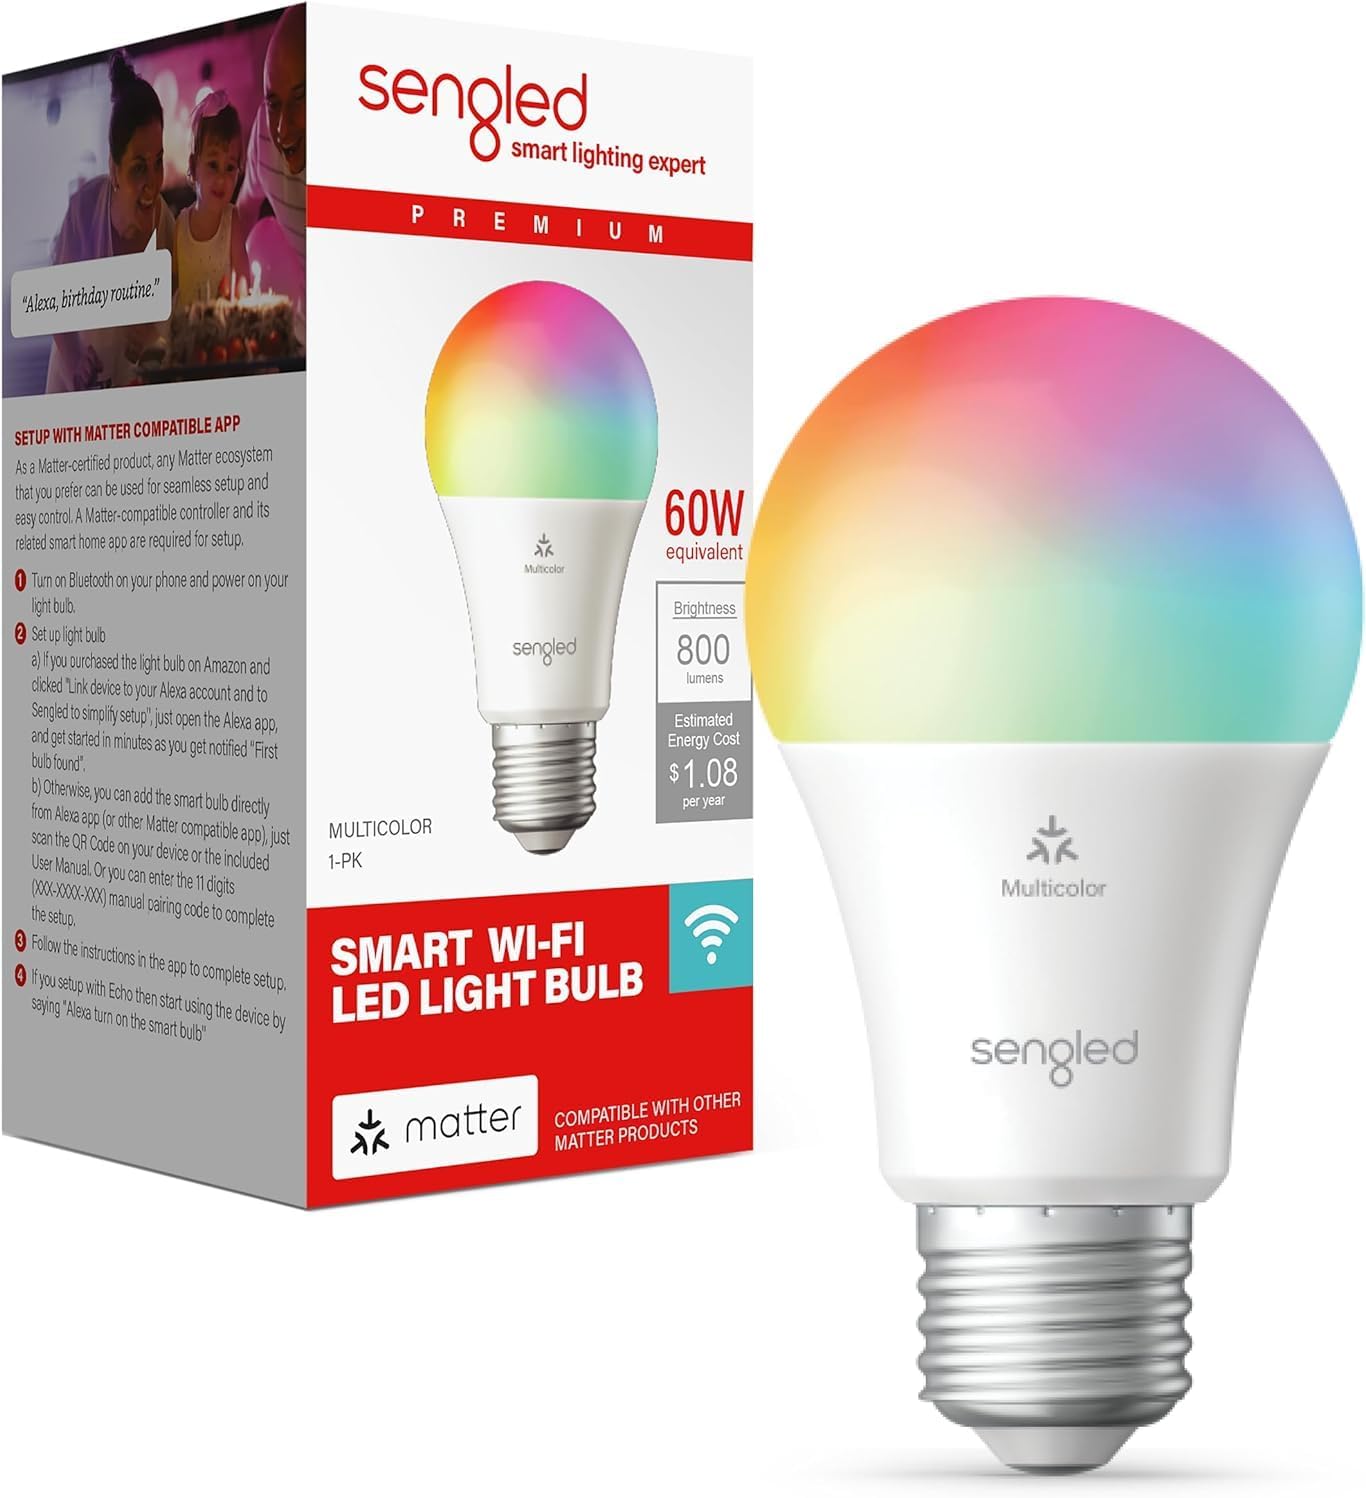 sengled
smart lighting expert
PREMIUM
"Alexa, birthday routine."
SETUP WITH MATTER COMPATIBLE APP
As a Matter-certified product, any Matter ecosystem
that you prefer can be used for seamless setup and
easy control. A Matter-compatible controller and its
related smart home app are required for setup.
1 Turn on Bluetooth on your phone and power on your
light bulb.
2 Set up light bulb
a) If you purchased the light bulb on Amazon and
clicked "Link device to your Alexa account and to
Sengled to simplify setup", just open the Alexa app,
and get started in minutes as you get notified "First
bulb found".
b) Otherwise, you can add the smart bulb directly
from Alexa app (or other Matter compatible app), just
scan the QR Code on your device or the included
User Manual. Or you can enter the 11 digits
(XXX-XXXX-XXX) manual pairing code to complete
the setup.
3 Follow the instructions in the app to complete setup.
4 If you setup with Echo then start using the device by
saying "Alexa turn on the smart bulb"
Multicolor
sengled
60W
equivalent
Brightness
800
lumens
Estimated
Energy Cost
$1.08
per year
MULTICOLOR
1-PK
SMART WI-FI
LED LIGHT BULB
matter
COMPATIBLE WITH OTHER
MATTER PRODUCTS
Multicolor
sengled